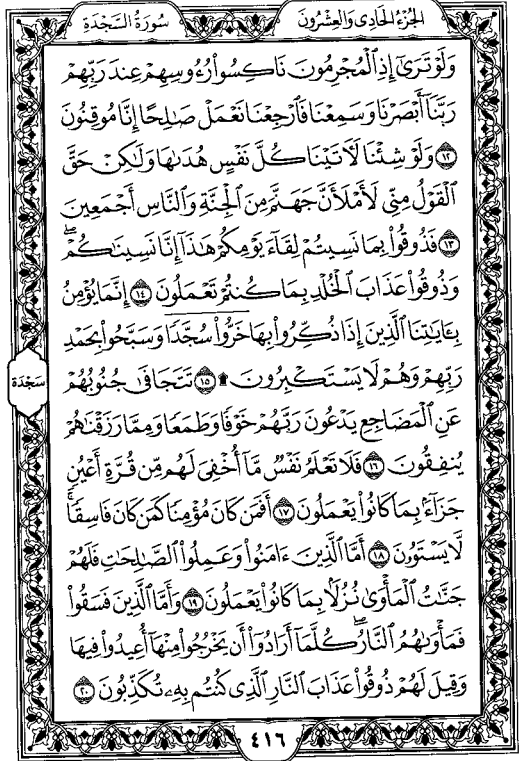 الجُزْءُ الحَادِي وَالعِشْرُونَ
سُورَةُ السَّجْدَةِ
وَلَوْ تَرَىٰٓ إِذِ ٱلْمُجْرِمُونَ نَاكِسُوا۟ رُءُوسِهِمْ عِندَ رَبِّهِمْ
رَبَّنَآ أَبْصَرْنَا وَسَمِعْنَا فَٱرْجِعْنَا نَعْمَلْ صَٰلِحًا إِنَّا مُوقِنُونَ
١٢ وَلَوْ شِئْنَا لَءَاتَيْنَا كُلَّ نَفْسٍ هُدَىٰهَا وَلَٰكِنْ حَقَّ
ٱلْقَوْلُ مِنِّى لَأَمْلَأَنَّ جَهَنَّمَ مِنَ ٱلْجِنَّةِ وَٱلنَّاسِ أَجْمَعِينَ
١٣ فَذُوقُوا۟ بِمَا نَسِيتُمْ لِقَآءَ يَوْمِكُمْ هَٰذَآ إِنَّا نَسِينَٰكُمْ ۖ
وَذُوقُوا۟ عَذَابَ ٱلْخُلْدِ بِمَا كُنتُمْ تَعْمَلُونَ ١٤ إِنَّمَا يُؤْمِنُ
بِـَٔايَٰتِنَا ٱلَّذِينَ إِذَا ذُكِّرُوا۟ بِهَا خَرُّوا۟ سُجَّدًا وَسَبَّحُوا۟ بِحَمْدِ
رَبِّهِمْ وَهُمْ لَا يَسْتَكْبِرُونَ ۩ ١٥ تَتَجَافَىٰ جُنُوبُهُمْ
سَجْدَة
عَنِ ٱلْمَضَاجِعِ يَدْعُونَ رَبَّهُمْ خَوْفًا وَطَمَعًا وَمِمَّا رَزَقْنَٰهُمْ
يُنفِقُونَ ١٦ فَلَا تَعْلَمُ نَفْسٌ مَّآ أُخْفِىَ لَهُم مِّن قُرَّةِ أَعْيُنٍ
جَزَآءًۢ بِمَا كَانُوا۟ يَعْمَلُونَ ١٧ أَفَمَن كَانَ مُؤْمِنًا كَمَن كَانَ فَاسِقًا ۚ
لَّا يَسْتَوُۥنَ ١٨ أَمَّا ٱلَّذِينَ ءَامَنُوا۟ وَعَمِلُوا۟ ٱلصَّٰلِحَٰتِ فَلَهُمْ
جَنَّٰتُ ٱلْمَأْوَىٰ نُزُلًۢا بِمَا كَانُوا۟ يَعْمَلُونَ ١٩ وَأَمَّا ٱلَّذِينَ فَسَقُوا۟
فَمَأْوَىٰهُمُ ٱلنَّارُ ۖ كُلَّمَآ أَرَادُوٓا۟ أَن يَخْرُجُوا۟ مِنْهَآ أُعِيدُوا۟ فِيهَا
وَقِيلَ لَهُمْ ذُوقُوا۟ عَذَابَ ٱلنَّارِ ٱلَّذِى كُنتُم بِهِۦ تُكَذِّبُونَ ٢٠
٤١٦